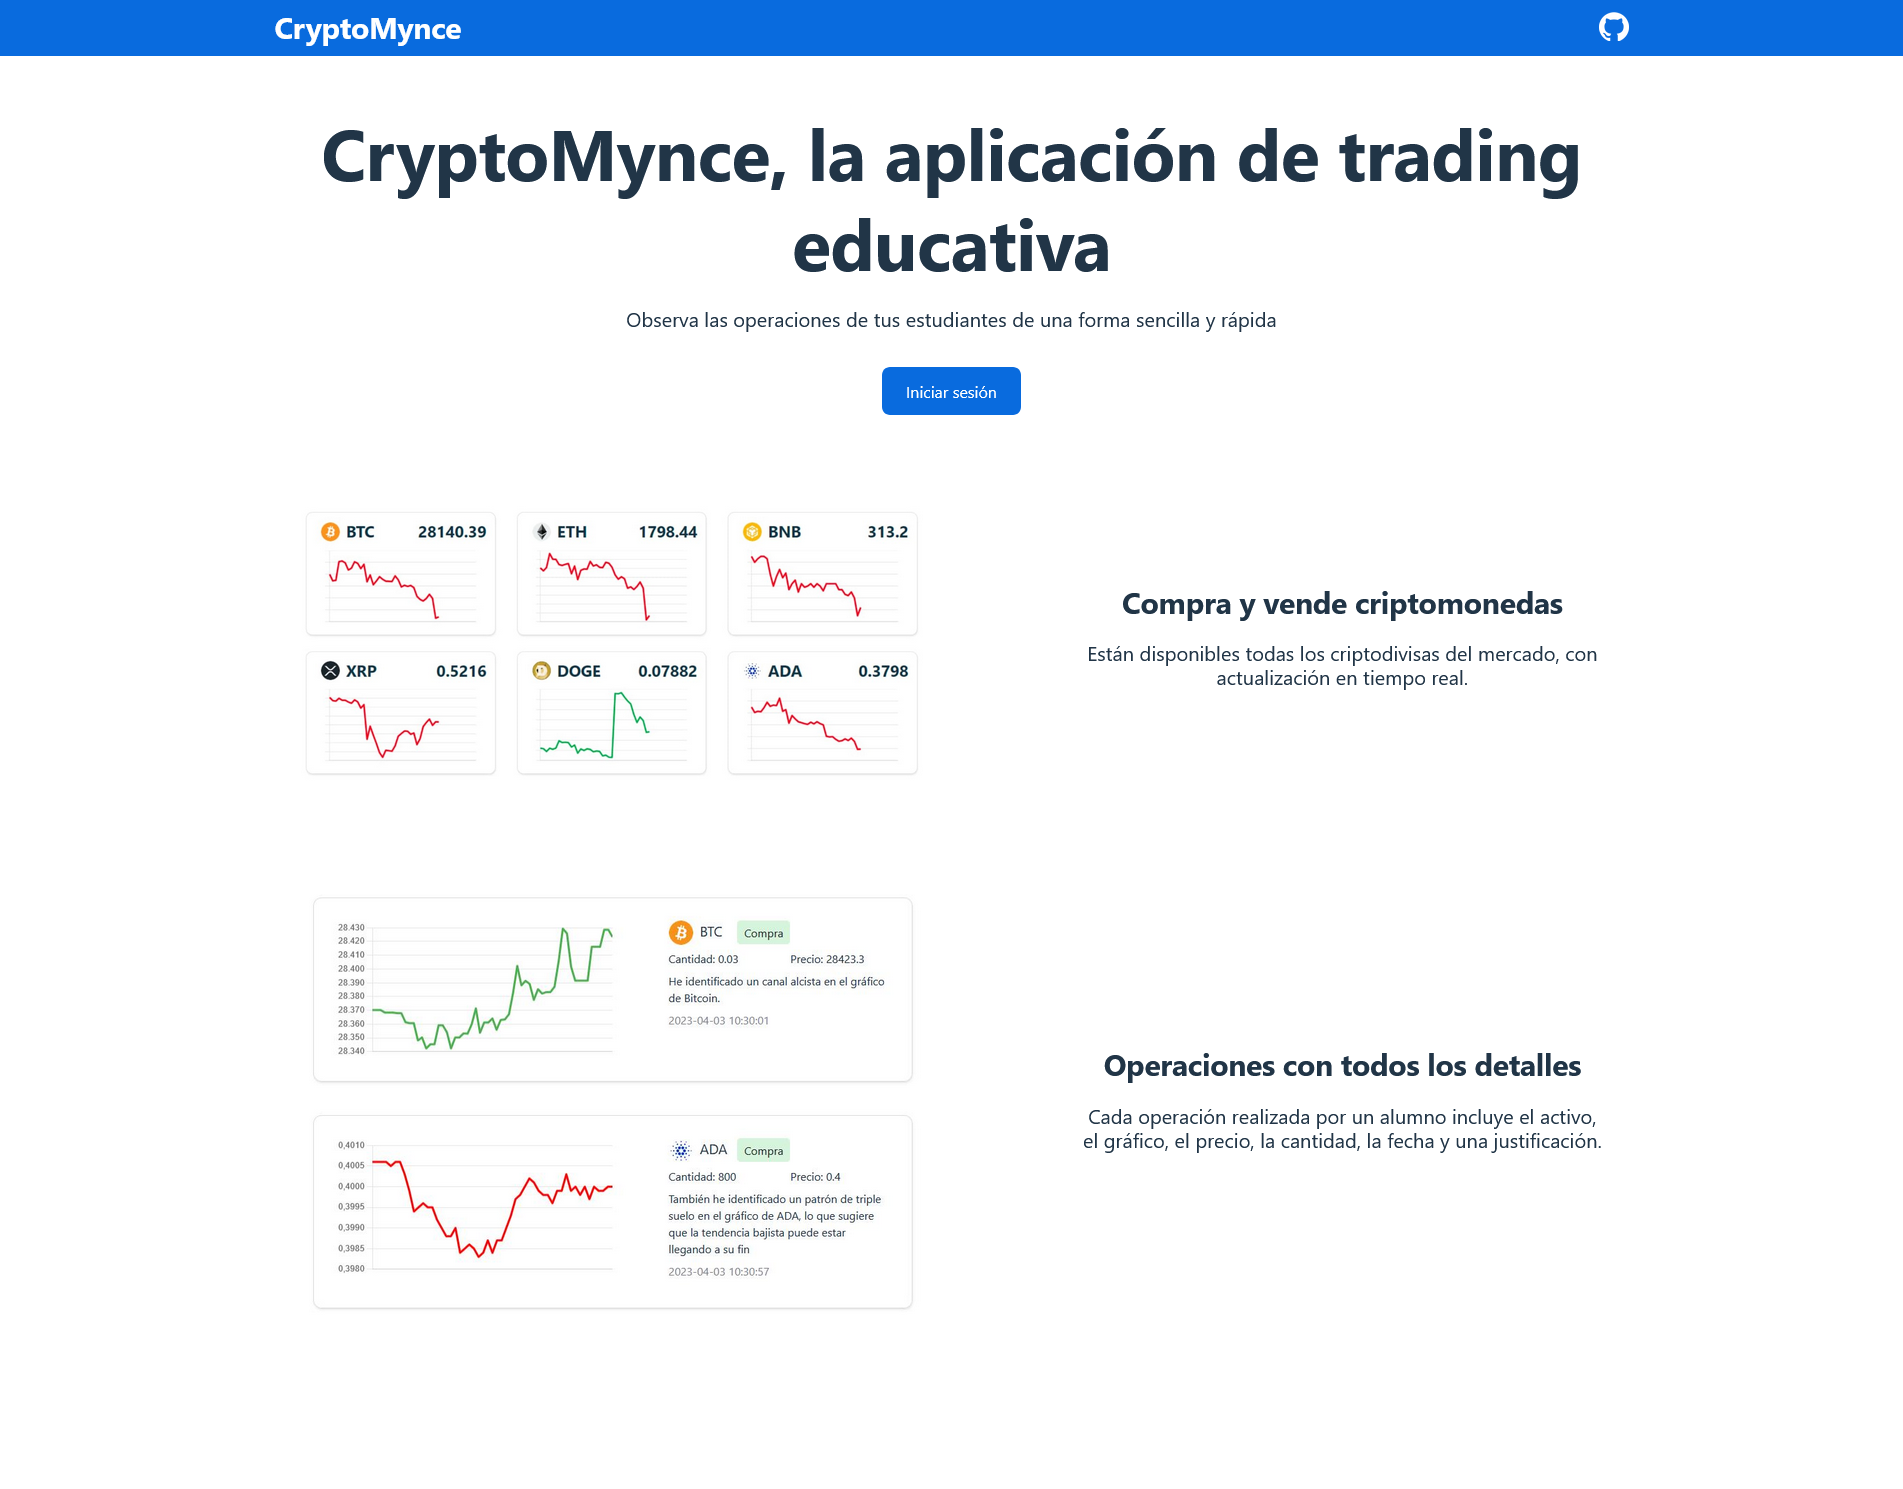 CryptoMynce
CryptoMynce, la aplicación de trading
educativa
Observa las operaciones de tus estudiantes de una forma sencilla y rápida
Iniciar sesión
BTC 28140.39
ETH 1798.44
BNB 313.2
XRP 0.5216
DOGE 0.07882
ADA 0.3798
Compra y vende criptomonedas
Están disponibles todas los criptodivisas del mercado, con
actualización en tiempo real.
28.430
28.420
28.410
28.400
28.390
28.380
28.370
28.360
28.350
28.340
BTC Compra
Cantidad: 0.03 Precio: 28423.3
He identificado un canal alcista en el gráfico
de Bitcoin.
2023-04-03 10:30:01
0,4010
0,4005
0,4000
0,3995
0,3990
0,3985
0,3980
ADA Compra
Cantidad: 800 Precio: 0.4
También he identificado un patrón de triple
suelo en el gráfico de ADA, lo que sugiere
que la tendencia bajista puede estar
llegando a su fin
2023-04-03 10:30:57
Operaciones con todos los detalles
Cada operación realizada por un alumno incluye el activo,
el gráfico, el precio, la cantidad, la fecha y una justificación.